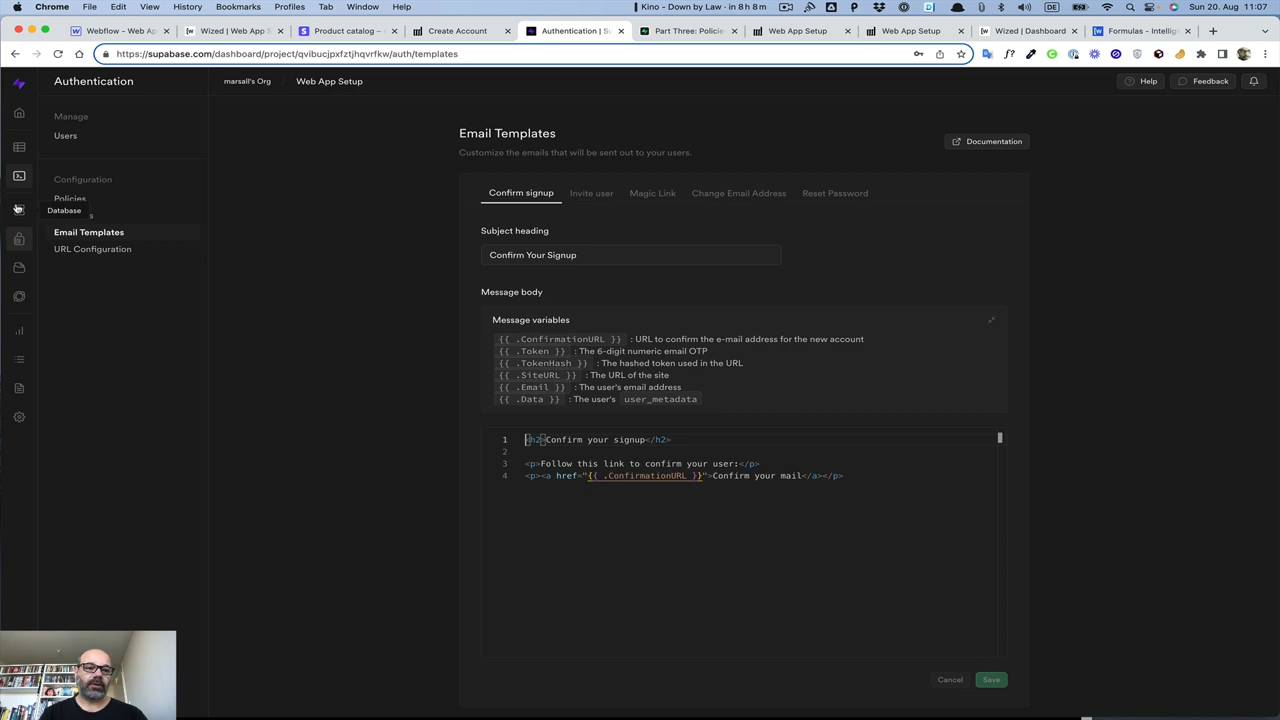 Chrome File Edit View History Bookmarks Profiles Tab Window Help Kino - Down by Law • in 8 h 8 m DE Sun 20. Aug 11:07
Webflow - Web Ap Wized | Web App S Product catalog – Create Account Authentication | Su Part Three: Policies Web App Setup Web App Setup Wized | Dashboard Formulas - Intellig
https://supabase.com/dashboard/project/qvibucjpxfztjhqvrfkw/auth/templates
Authentication marsall's Org Web App Setup Help Feedback
Manage
Users
Configuration
Policies
Database
Email Templates
URL Configuration
Email Templates
Customize the emails that will be sent out to your users.
Documentation
Confirm signup Invite user Magic Link Change Email Address Reset Password
Subject heading
Confirm Your Signup
Message body
Message variables
{{ .ConfirmationURL }} : URL to confirm the e-mail address for the new account
{{ .Token }} : The 6-digit numeric email OTP
{{ .TokenHash }} : The hashed token used in the URL
{{ .SiteURL }} : The URL of the site
{{ .Email }} : The user's email address
{{ .Data }} : The user's user_metadata
1 <h2>Confirm your signup</h2>
2
3 <p>Follow this link to confirm your user:</p>
4 <p><a href="{{ .ConfirmationURL }}">Confirm your mail</a></p>
Cancel Save